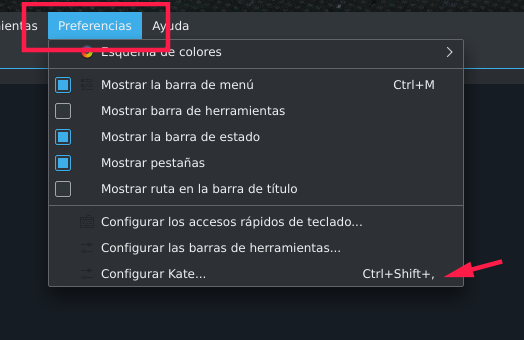 ientas Preferencias Ayuda
Esquema de colores
Mostrar la barra de menú Ctrl+M
Mostrar barra de herramientas
Mostrar la barra de estado
Mostrar pestañas
Mostrar ruta en la barra de título
Configurar los accesos rápidos de teclado...
Configurar las barras de herramientas...
Configurar Kate... Ctrl+Shift+,